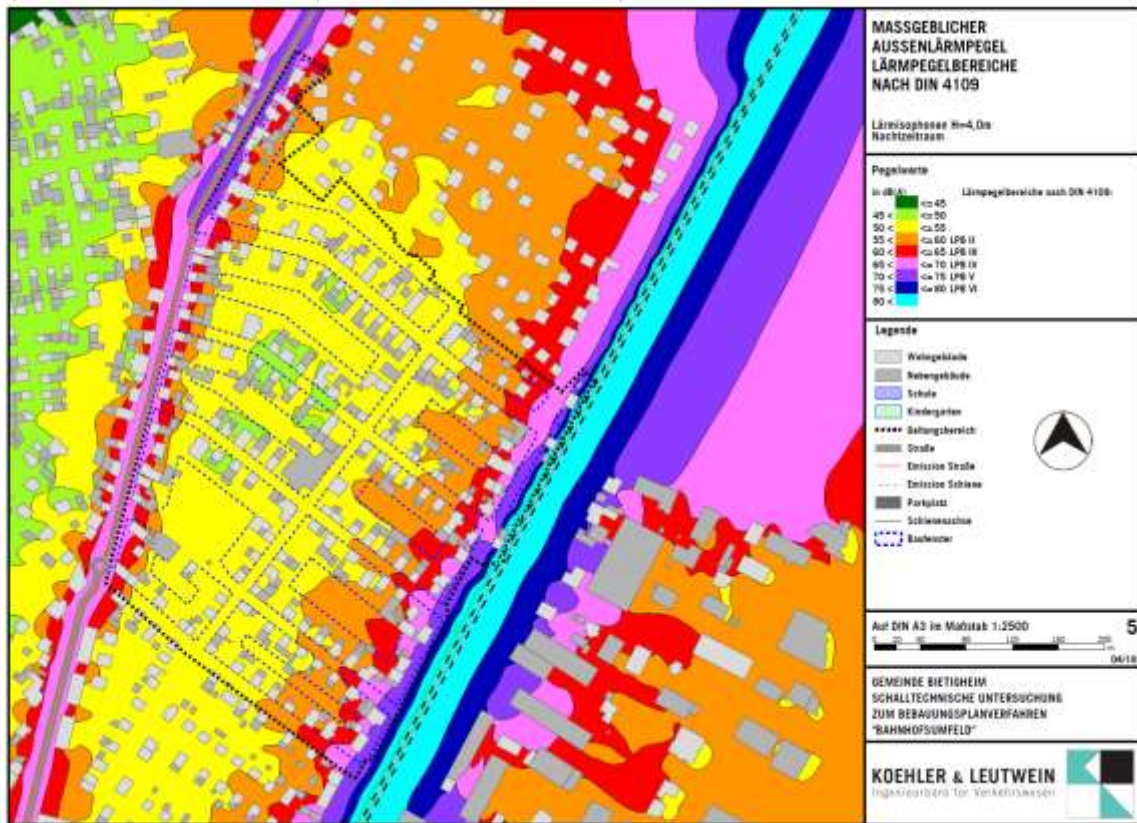 MASSGEBLICHER
AUSSENLÄRMPEGEL
LÄRMPEGELBEREICHE
NACH DIN 4109
Lärmisophonen H=4,0m
Nachtzeitraum
Pegelwerte
in dB(A) Lärmpegelbereiche nach DIN 4109:
<= 45
45 < <= 50
50 < <= 55
55 < <= 60 LPB II
60 < <= 65 LPB III
65 < <= 70 LPB IV
70 < <= 75 LPB V
75 < <= 80 LPB VI
80 <
Legende
Wohngebäude
Nebengebäude
Schule
Kindergarten
Geltungsbereich
Straße
Emission Straße
Emission Schiene
Parkplatz
Schienenachse
Baufenster
Auf DIN A3 im Maßstab 1:2500 5
04/18
GEMEINDE BIETIGHEIM
SCHALLTECHNISCHE UNTERSUCHUNG
ZUM BEBAUUNGSPLANVERFAHREN
"BAHNHOFSUMFELD"
KOEHLER & LEUTWEIN
Ingenieurbüro für Verkehrswesen